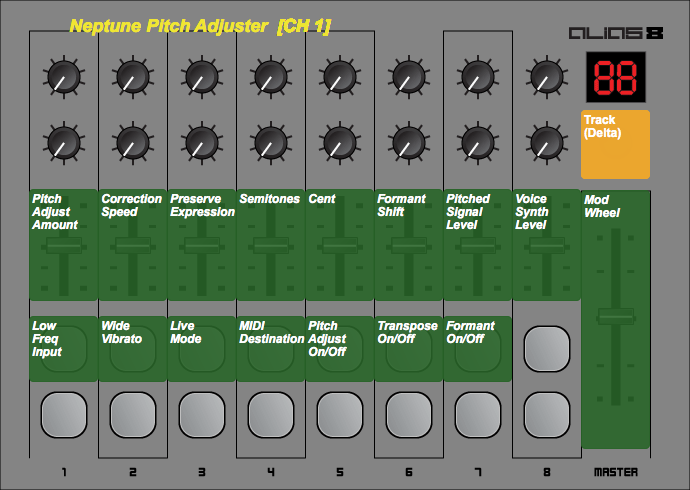 Neptune Pitch Adjuster [CH 1]
ALIAS 8
88
Track
(Delta)
Pitch
Adjust
Amount
Correction
Speed
Preserve
Expression
Semitones
Cent
Formant
Shift
Pitched
Signal
Level
Voice
Synth
Level
Mod
Wheel
Low
Freq
Input
Wide
Vibrato
Live
Mode
MIDI
Destination
Pitch
Adjust
On/Off
Transpose
On/Off
Formant
On/Off
1 2 3 4 5 6 7 8 MASTER